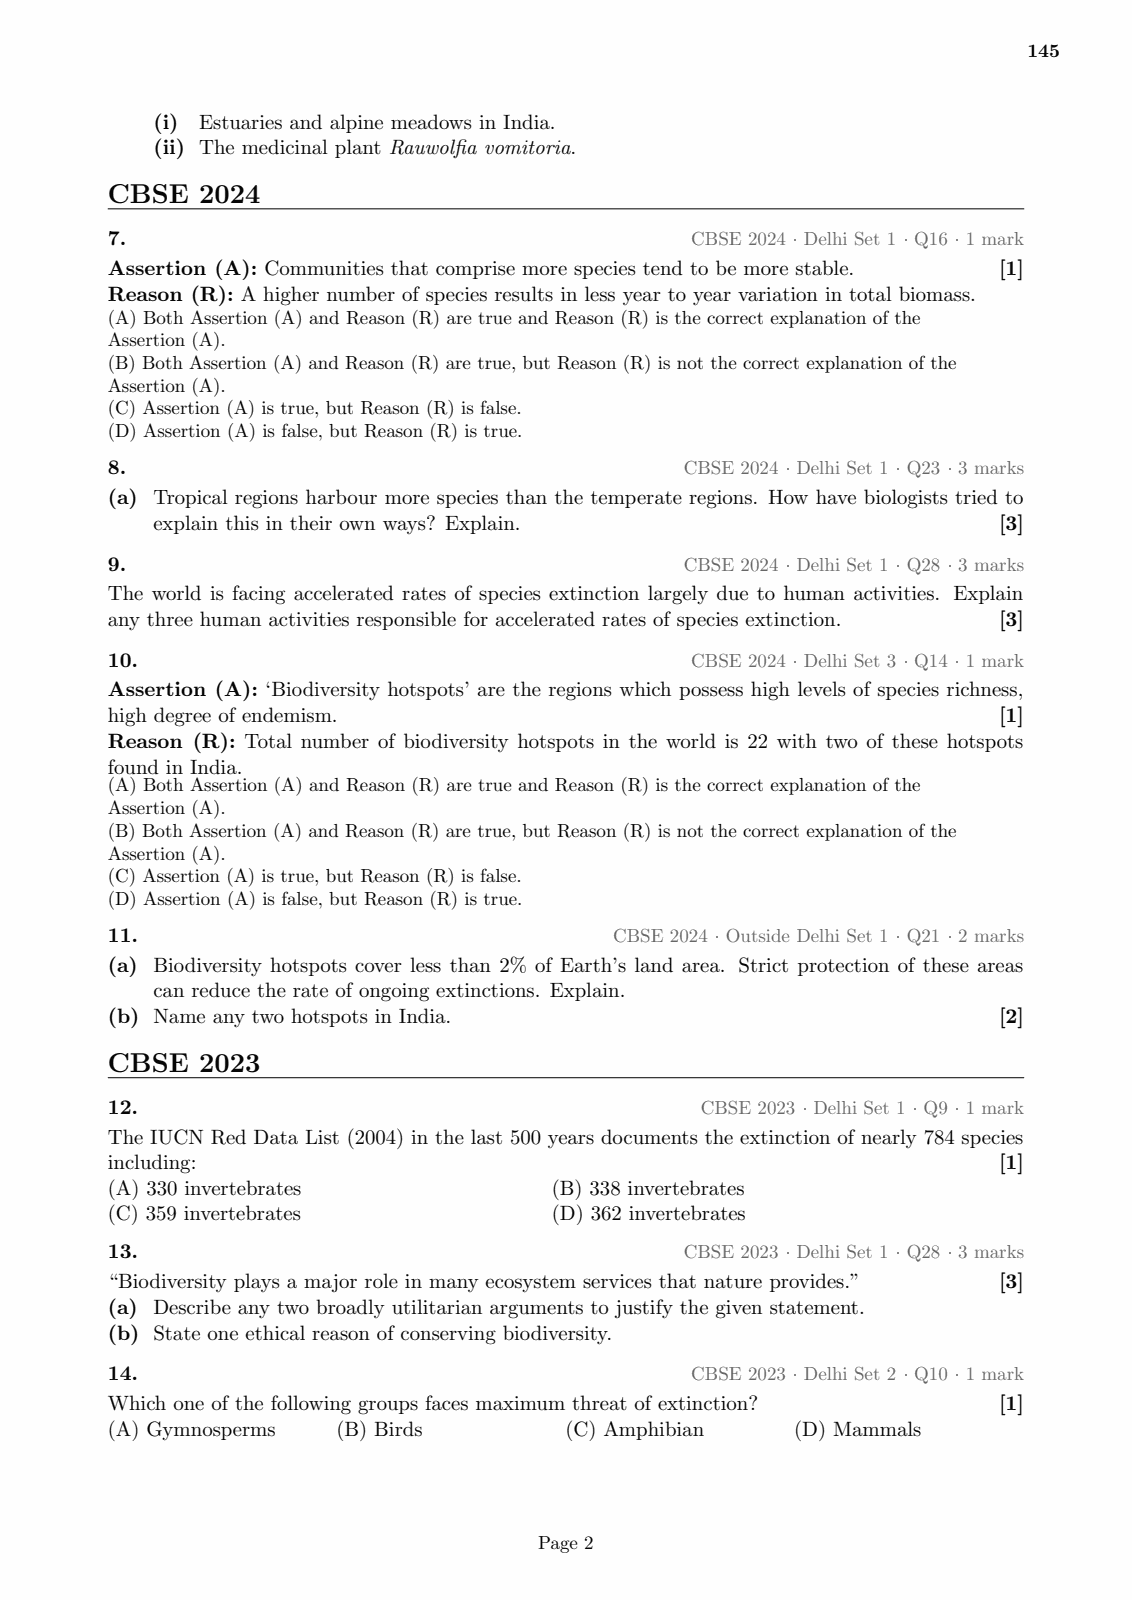 145
(i) Estuaries and alpine meadows in India.
(ii) The medicinal plant Rauwolfia vomitoria.
CBSE 2024
7. CBSE 2024 · Delhi Set 1 · Q16 · 1 mark
Assertion (A): Communities that comprise more species tend to be more stable. [1]
Reason (R): A higher number of species results in less year to year variation in total biomass.
(A) Both Assertion (A) and Reason (R) are true and Reason (R) is the correct explanation of the
Assertion (A).
(B) Both Assertion (A) and Reason (R) are true, but Reason (R) is not the correct explanation of the
Assertion (A).
(C) Assertion (A) is true, but Reason (R) is false.
(D) Assertion (A) is false, but Reason (R) is true.
8. CBSE 2024 · Delhi Set 1 · Q23 · 3 marks
(a) Tropical regions harbour more species than the temperate regions. How have biologists tried to
explain this in their own ways? Explain. [3]
9. CBSE 2024 · Delhi Set 1 · Q28 · 3 marks
The world is facing accelerated rates of species extinction largely due to human activities. Explain
any three human activities responsible for accelerated rates of species extinction. [3]
10. CBSE 2024 · Delhi Set 3 · Q14 · 1 mark
Assertion (A): ‘Biodiversity hotspots’ are the regions which possess high levels of species richness,
high degree of endemism. [1]
Reason (R): Total number of biodiversity hotspots in the world is 22 with two of these hotspots
found in India.
(A) Both Assertion (A) and Reason (R) are true and Reason (R) is the correct explanation of the
Assertion (A).
(B) Both Assertion (A) and Reason (R) are true, but Reason (R) is not the correct explanation of the
Assertion (A).
(C) Assertion (A) is true, but Reason (R) is false.
(D) Assertion (A) is false, but Reason (R) is true.
11. CBSE 2024 · Outside Delhi Set 1 · Q21 · 2 marks
(a) Biodiversity hotspots cover less than 2% of Earth’s land area. Strict protection of these areas
can reduce the rate of ongoing extinctions. Explain.
(b) Name any two hotspots in India. [2]
CBSE 2023
12. CBSE 2023 · Delhi Set 1 · Q9 · 1 mark
The IUCN Red Data List (2004) in the last 500 years documents the extinction of nearly 784 species
including: [1]
(A) 330 invertebrates (B) 338 invertebrates
(C) 359 invertebrates (D) 362 invertebrates
13. CBSE 2023 · Delhi Set 1 · Q28 · 3 marks
“Biodiversity plays a major role in many ecosystem services that nature provides.” [3]
(a) Describe any two broadly utilitarian arguments to justify the given statement.
(b) State one ethical reason of conserving biodiversity.
14. CBSE 2023 · Delhi Set 2 · Q10 · 1 mark
Which one of the following groups faces maximum threat of extinction? [1]
(A) Gymnosperms (B) Birds (C) Amphibian (D) Mammals
Page 2